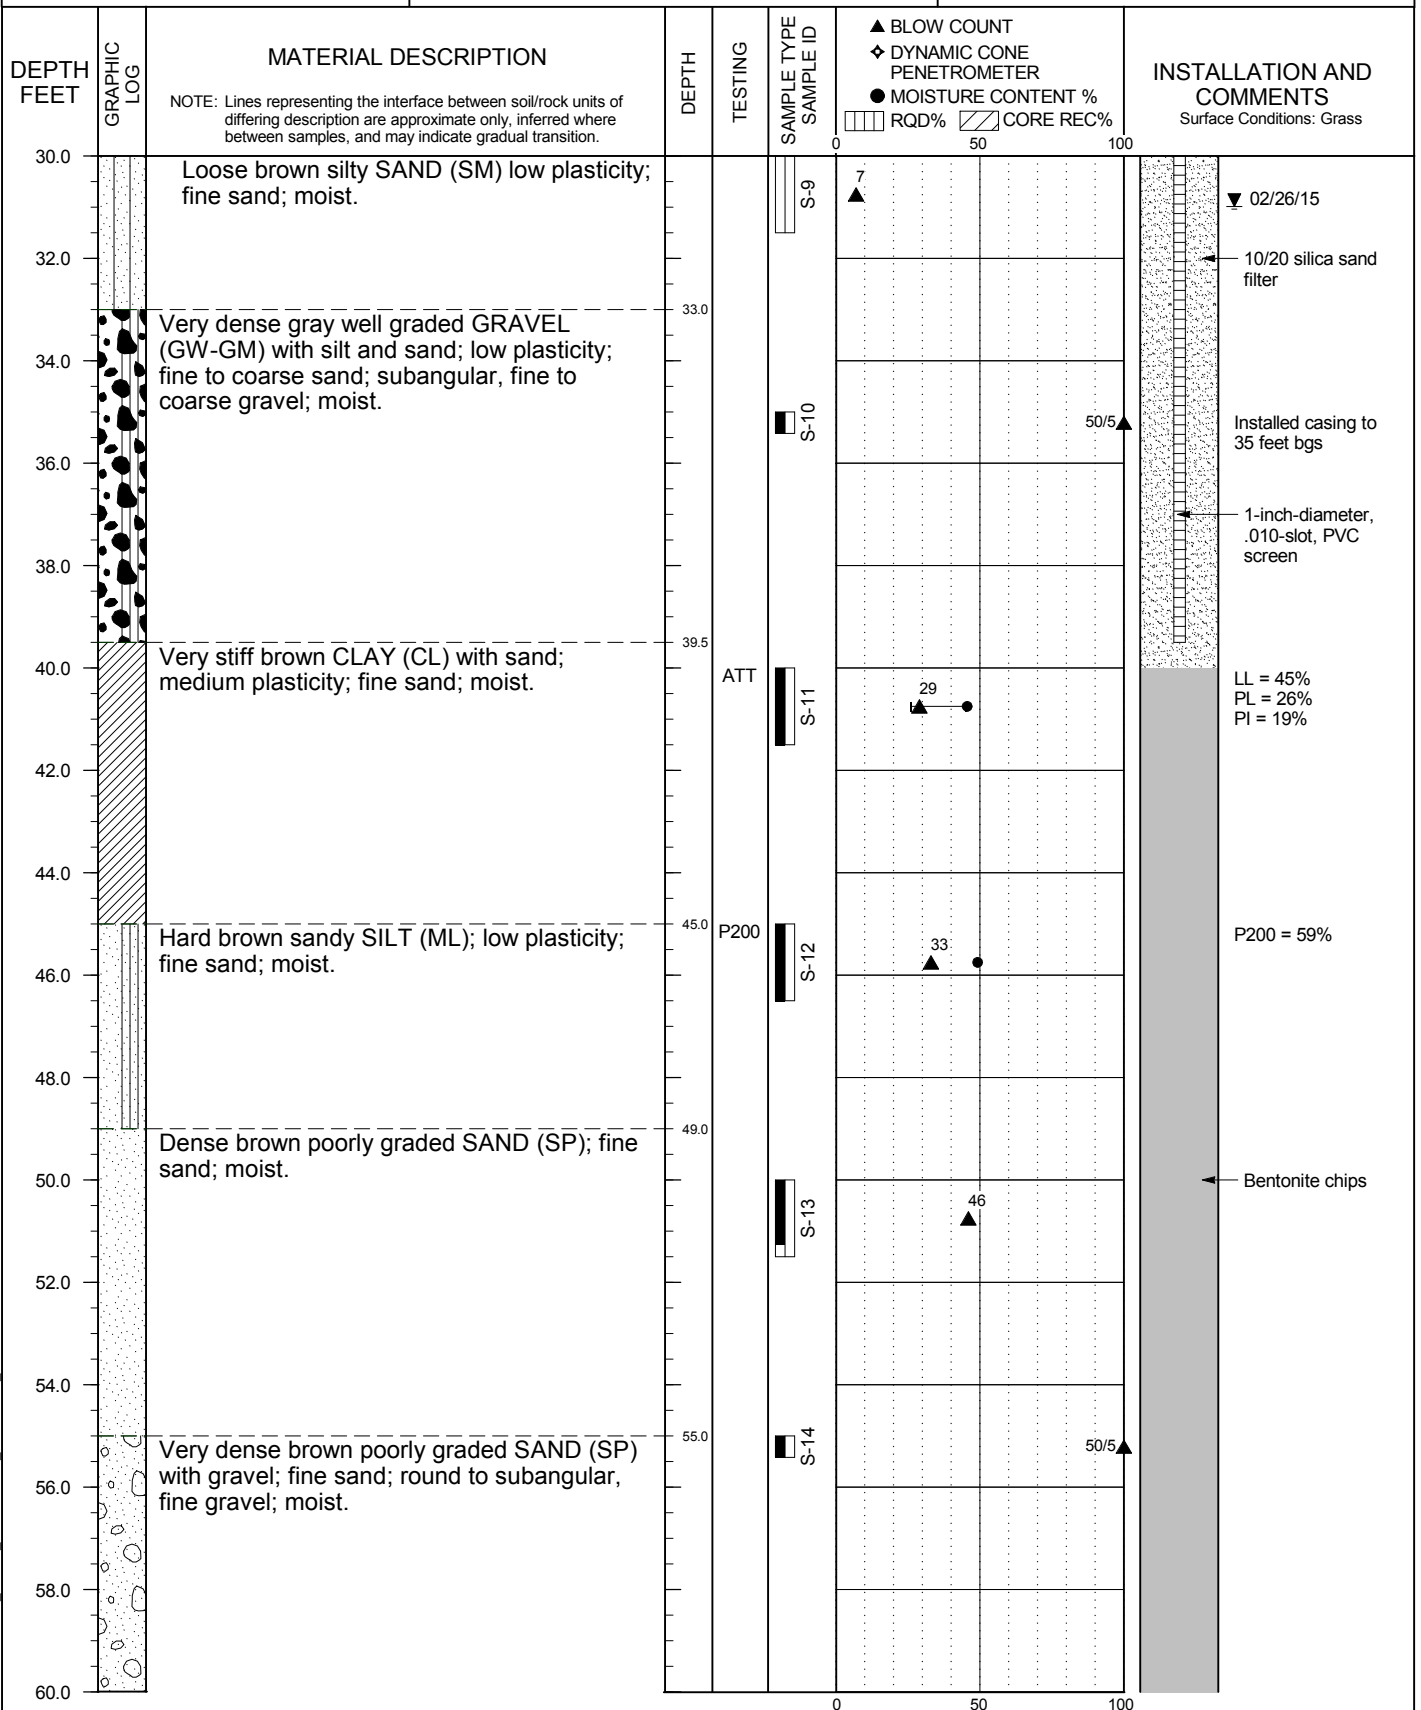 DEPTH
FEET
GRAPHIC
LOG
MATERIAL DESCRIPTION
NOTE: Lines representing the interface between soil/rock units of
differing description are approximate only, inferred where
between samples, and may indicate gradual transition.
DEPTH
TESTING
SAMPLE TYPE
SAMPLE ID
BLOW COUNT
DYNAMIC CONE
PENETROMETER
MOISTURE CONTENT %
RQD%
CORE REC%
0
50
100
INSTALLATION AND
COMMENTS
Surface Conditions: Grass
30.0
Loose brown silty SAND (SM) low plasticity;
fine sand; moist.
S-9
7
02/26/15
32.0
10/20 silica sand
filter
33.0
Very dense gray well graded GRAVEL
(GW-GM) with silt and sand; low plasticity;
fine to coarse sand; subangular, fine to
coarse gravel; moist.
34.0
S-10
50/5
Installed casing to
35 feet bgs
36.0
1-inch-diameter,
.010-slot, PVC
screen
38.0
39.5
Very stiff brown CLAY (CL) with sand;
medium plasticity; fine sand; moist.
40.0
ATT
S-11
29
LL = 45%
PL = 26%
PI = 19%
42.0
44.0
45.0
Hard brown sandy SILT (ML); low plasticity;
fine sand; moist.
P200
S-12
33
P200 = 59%
46.0
48.0
49.0
Dense brown poorly graded SAND (SP); fine
sand; moist.
50.0
S-13
46
Bentonite chips
52.0
54.0
55.0
Very dense brown poorly graded SAND (SP)
with gravel; fine sand; round to subangular,
fine gravel; moist.
S-14
50/5
56.0
58.0
60.0
0
50
100